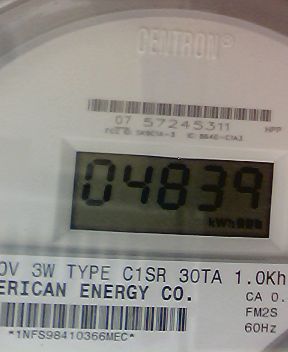 CENTRON®
07 57245311 HPP
04839
kWh
0V 3W TYPE C1SR 30TA 1.0Kh
ERICAN ENERGY CO. CA 0.
FM2S
*1NFS98410366MEC* 60Hz